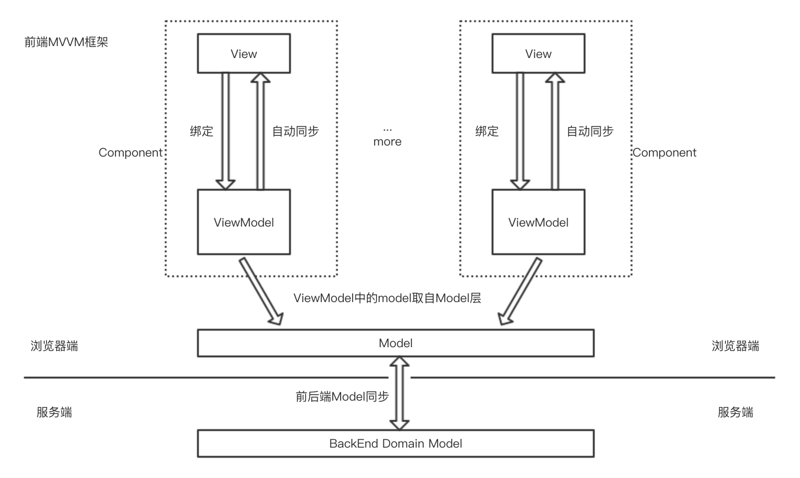 前端MVVM框架
View
View
绑定
自动同步
...
more
绑定
自动同步
Component
Component
ViewModel
ViewModel
ViewModel中的model取自Model层
浏览器端
Model
浏览器端
前后端Model同步
服务端
服务端
BackEnd Domain Model